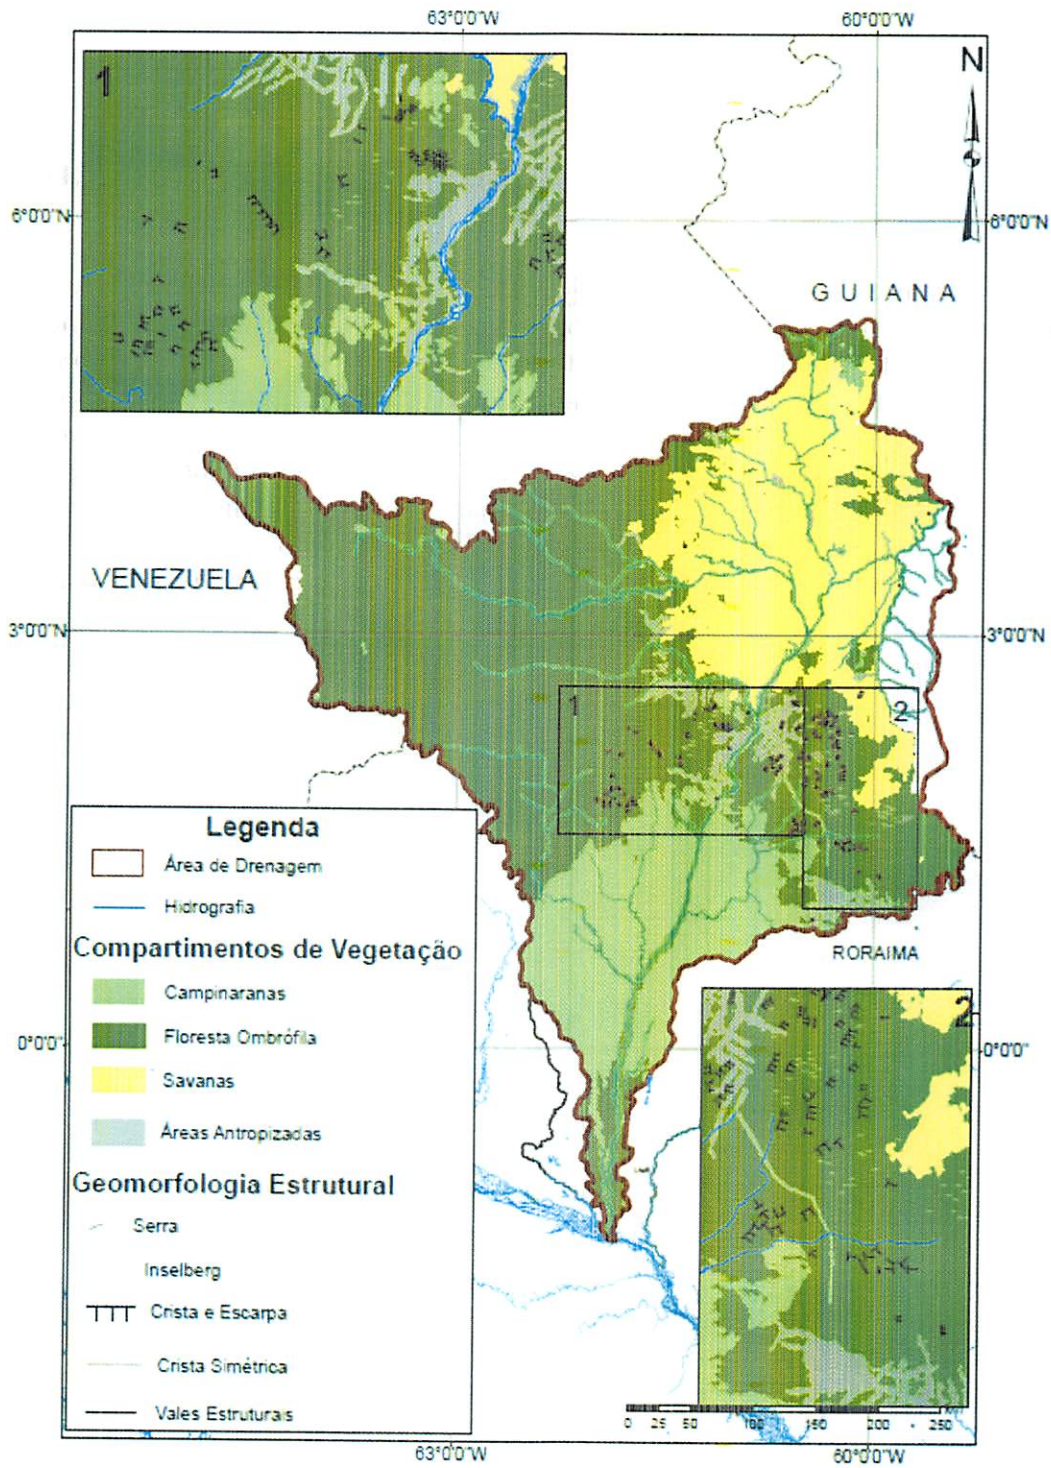 63°0'0"W 60°0'0"W
1
N
6°0'0"N 6°0'0"N
GUIANA
VENEZUELA
3°0'0"N 3°0'0"N
1 2
Legenda
Área de Drenagem
Hidrografia
Compartimentos de Vegetação
RORAIMA
Campinaranas
2
Floresta Ombrófila
0°0'0" 0°0'0"
Savanas
Áreas Antropizadas
Geomorfologia Estrutural
Serra
Inselberg
Crista e Escarpa
Crista Simétrica
Vales Estruturais
0 25 50 100 150 200 250
63°0'0"W 60°0'0"W